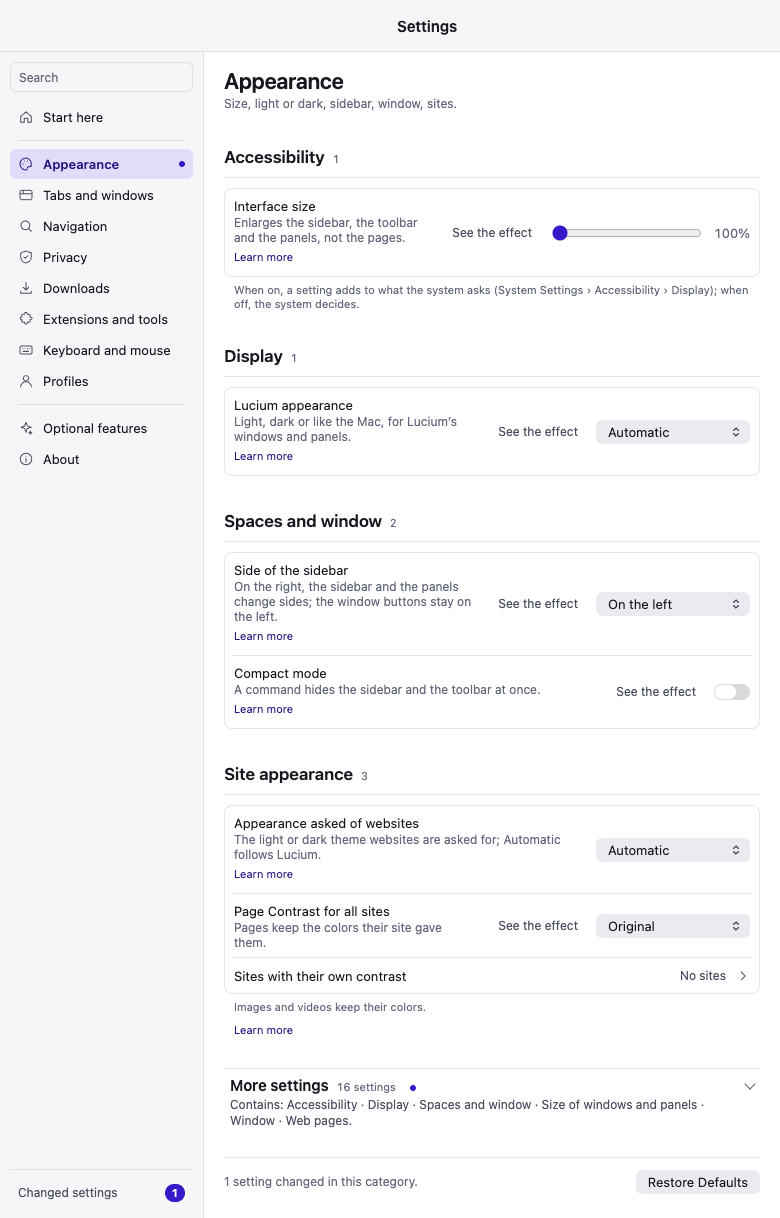 Settings
Search
Start here
Appearance
Tabs and windows
Navigation
Privacy
Downloads
Extensions and tools
Keyboard and mouse
Profiles
Optional features
About
Changed settings 1
Appearance
Size, light or dark, sidebar, window, sites.
Accessibility 1
Interface size
Enlarges the sidebar, the toolbar
and the panels, not the pages.
Learn more
See the effect
100%
When on, a setting adds to what the system asks (System Settings › Accessibility › Display); when
off, the system decides.
Display 1
Lucium appearance
Light, dark or like the Mac, for Lucium's
windows and panels.
Learn more
See the effect
Automatic
Spaces and window 2
Side of the sidebar
On the right, the sidebar and the panels
change sides; the window buttons stay on
the left.
Learn more
See the effect
On the left
Compact mode
A command hides the sidebar and the toolbar at once.
Learn more
See the effect
Site appearance 3
Appearance asked of websites
The light or dark theme websites are asked for; Automatic
follows Lucium.
Learn more
Automatic
Page Contrast for all sites
Pages keep the colors their site gave
them.
See the effect
Original
Sites with their own contrast
No sites
Images and videos keep their colors.
Learn more
More settings 16 settings
Contains: Accessibility · Display · Spaces and window · Size of windows and panels ·
Window · Web pages.
1 setting changed in this category.
Restore Defaults